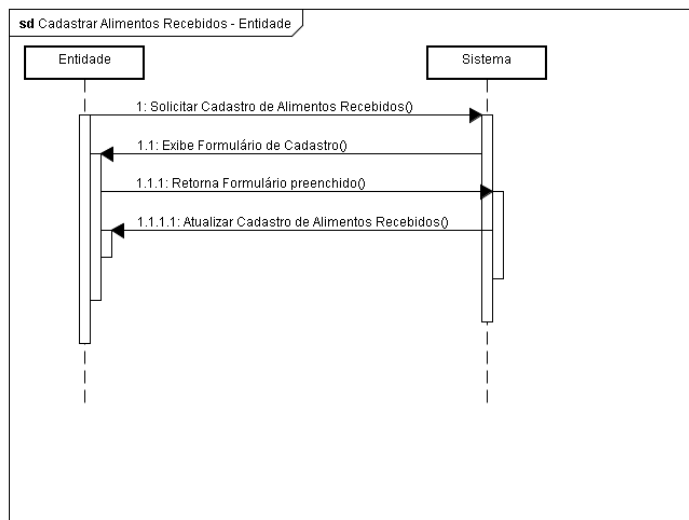 sd Cadastrar Alimentos Recebidos - Entidade
Entidade
Sistema
1: Solicitar Cadastro de Alimentos Recebidos()
1.1: Exibe Formulário de Cadastro()
1.1.1: Retorna Formulário preenchido()
1.1.1.1: Atualizar Cadastro de Alimentos Recebidos()